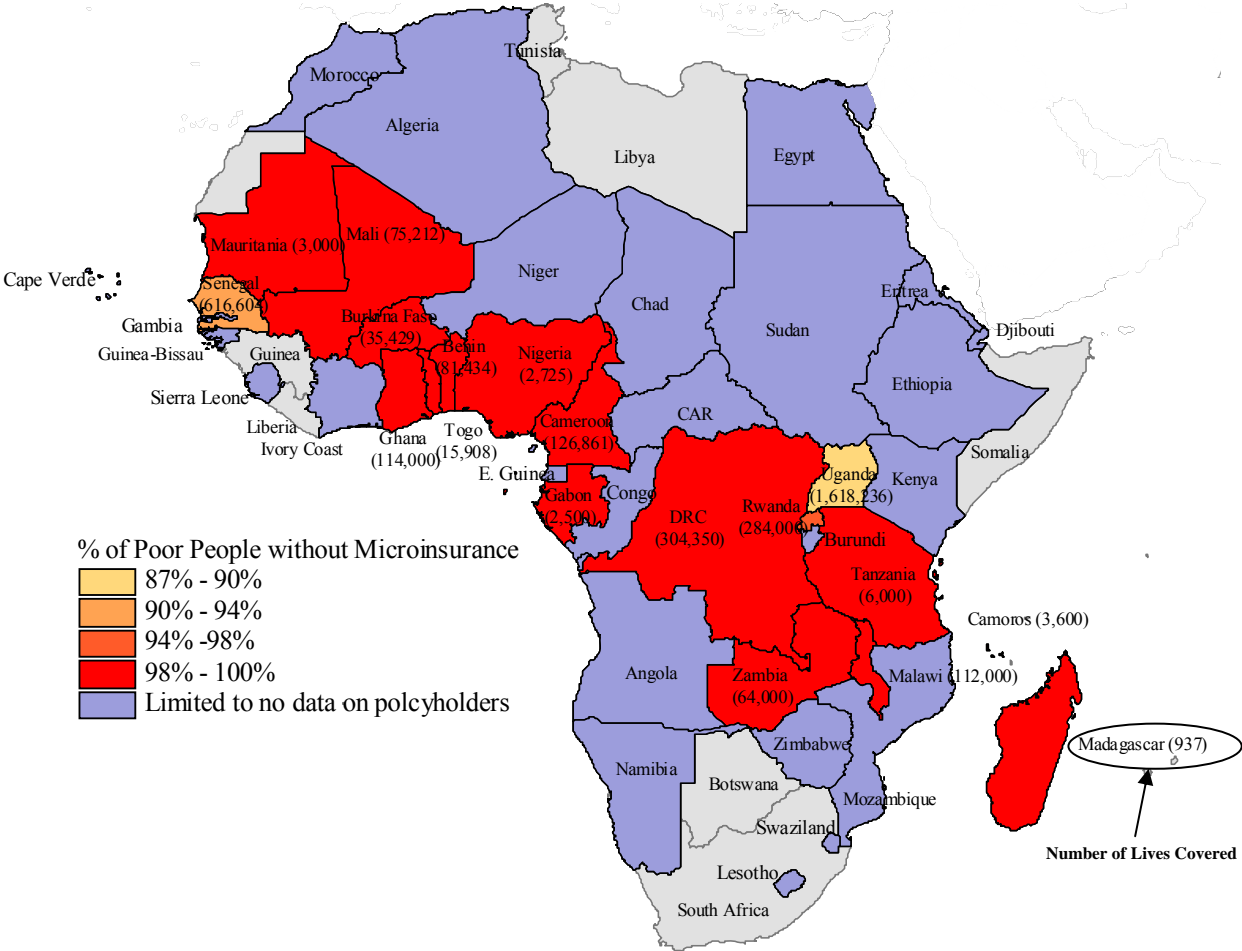 Tunisia
Morocco
Algeria
Libya
Egypt
Mauritania (3,000)
Mali (75,212)
Cape Verde
Senegal
(616,604)
Niger
Chad
Sudan
Eritrea
Gambia
Burkina Faso
(35,429)
Djibouti
Guinea-Bissau
Guinea
Benin
(81,434)
Nigeria
(2,725)
Ethiopia
Sierra Leone
Liberia
Ivory Coast
Ghana
(114,000)
Togo
(15,908)
Cameroon
(126,861)
CAR
Somalia
E. Guinea
Gabon
(2,500)
Congo
Uganda
(1,618,236)
Kenya
DRC
(304,350)
Rwanda
(284,000)
Burundi
Tanzania
(6,000)
% of Poor People without Microinsurance
87% - 90%
90% - 94%
94% -98%
98% - 100%
Limited to no data on polcyholders
Camoros (3,600)
Angola
Zambia
(64,000)
Malawi (112,000)
Madagascar (937)
Zimbabwe
Namibia
Botswana
Mozambique
Swaziland
Number of Lives Covered
Lesotho
South Africa